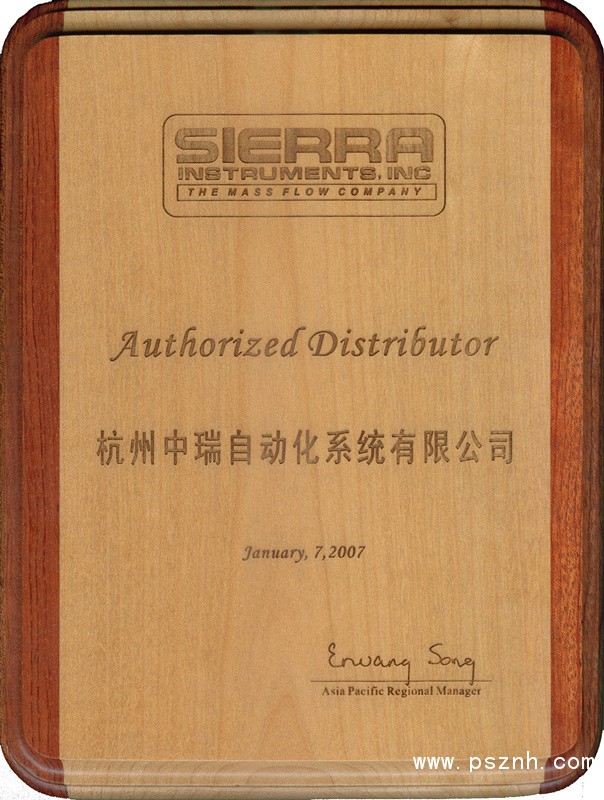 SIERRA
INSTRUMENTS, INC
THE MASS FLOW COMPANY
Authorized Distributor
杭州中瑞自动化系统有限公司
January, 7,2007
Erwang Song
Asia Pacific Regional Manager
www.psznh.com